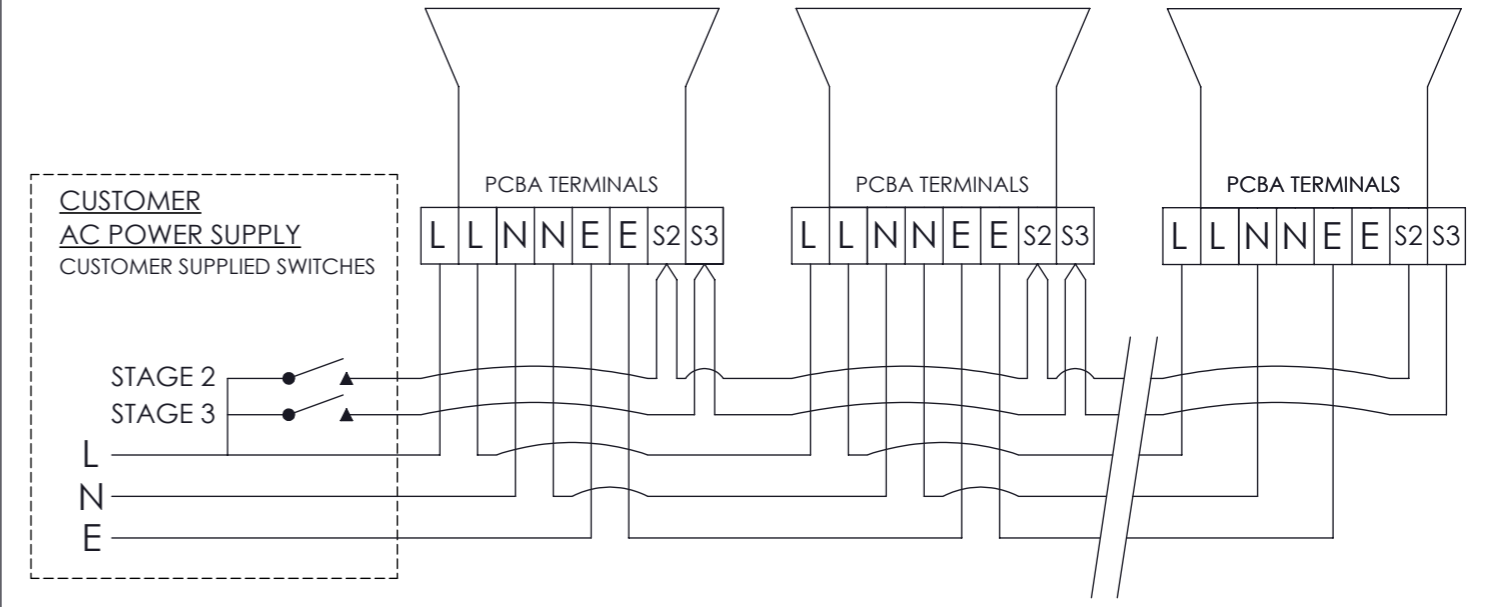 PCBA TERMINALS
L L N N E E S2 S3
PCBA TERMINALS
L L N N E E S2 S3
PCBA TERMINALS
L L N N E E S2 S3
CUSTOMER
AC POWER SUPPLY
CUSTOMER SUPPLIED SWITCHES
STAGE 2
STAGE 3
L
N
E